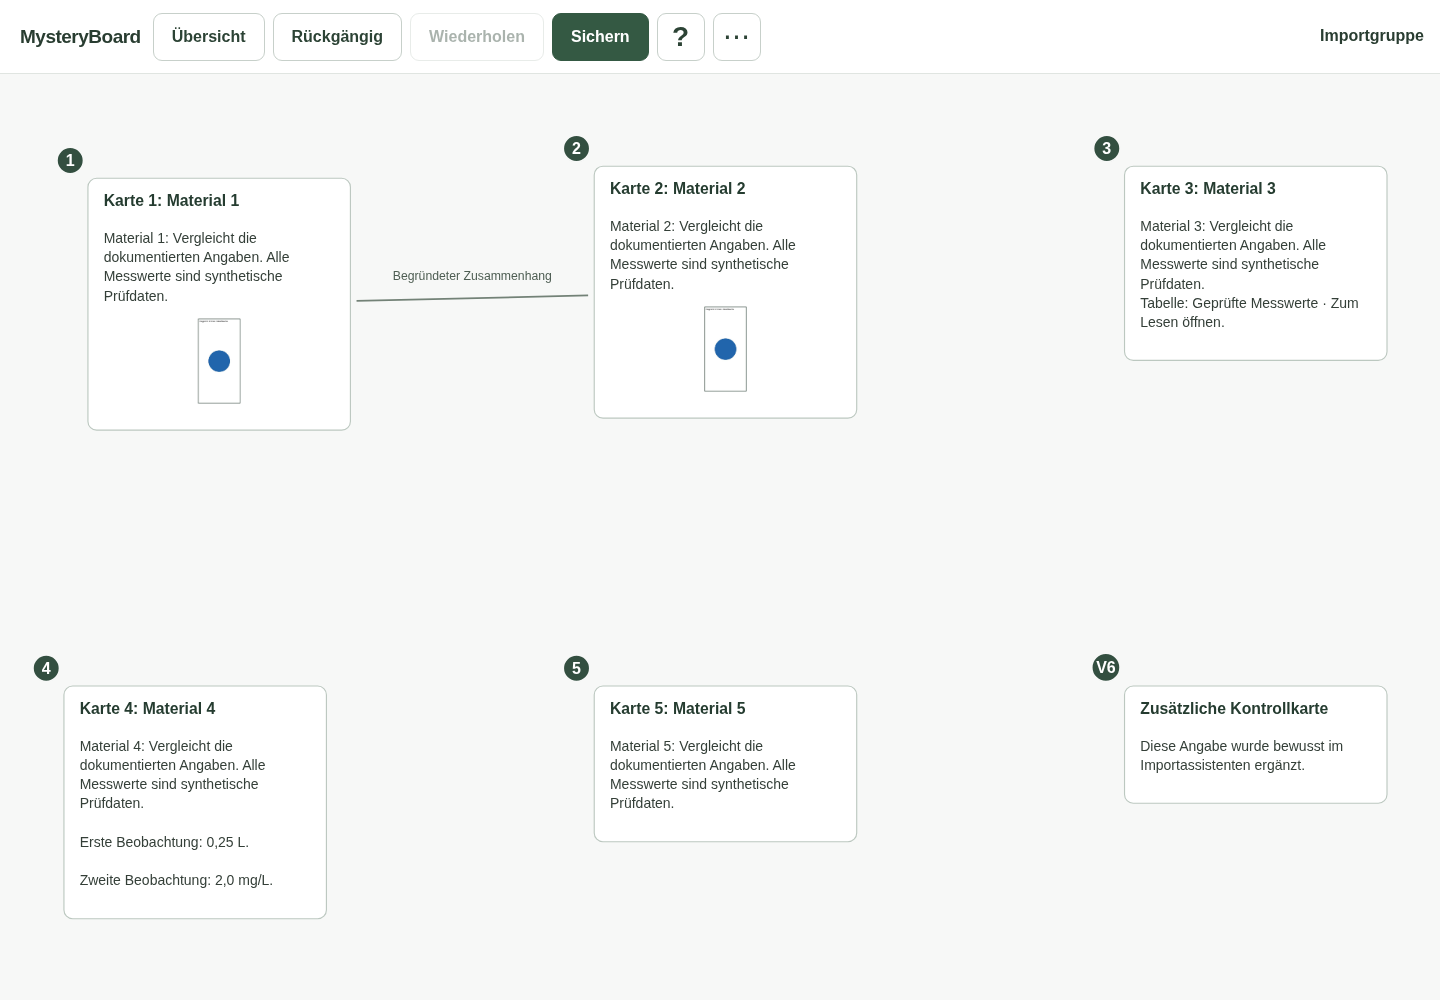 MysteryBoard
Übersicht
Rückgängig
Wiederholen
Sichern
?
···
Importgruppe
1
Karte 1: Material 1
Material 1: Vergleicht die
dokumentierten Angaben. Alle
Messwerte sind synthetische
Prüfdaten.
Begründeter Zusammenhang
2
Karte 2: Material 2
Material 2: Vergleicht die
dokumentierten Angaben. Alle
Messwerte sind synthetische
Prüfdaten.
3
Karte 3: Material 3
Material 3: Vergleicht die
dokumentierten Angaben. Alle
Messwerte sind synthetische
Prüfdaten.
Tabelle: Geprüfte Messwerte · Zum
Lesen öffnen.
4
Karte 4: Material 4
Material 4: Vergleicht die
dokumentierten Angaben. Alle
Messwerte sind synthetische
Prüfdaten.
Erste Beobachtung: 0,25 L.
Zweite Beobachtung: 2,0 mg/L.
5
Karte 5: Material 5
Material 5: Vergleicht die
dokumentierten Angaben. Alle
Messwerte sind synthetische
Prüfdaten.
V6
Zusätzliche Kontrollkarte
Diese Angabe wurde bewusst im
Importassistenten ergänzt.